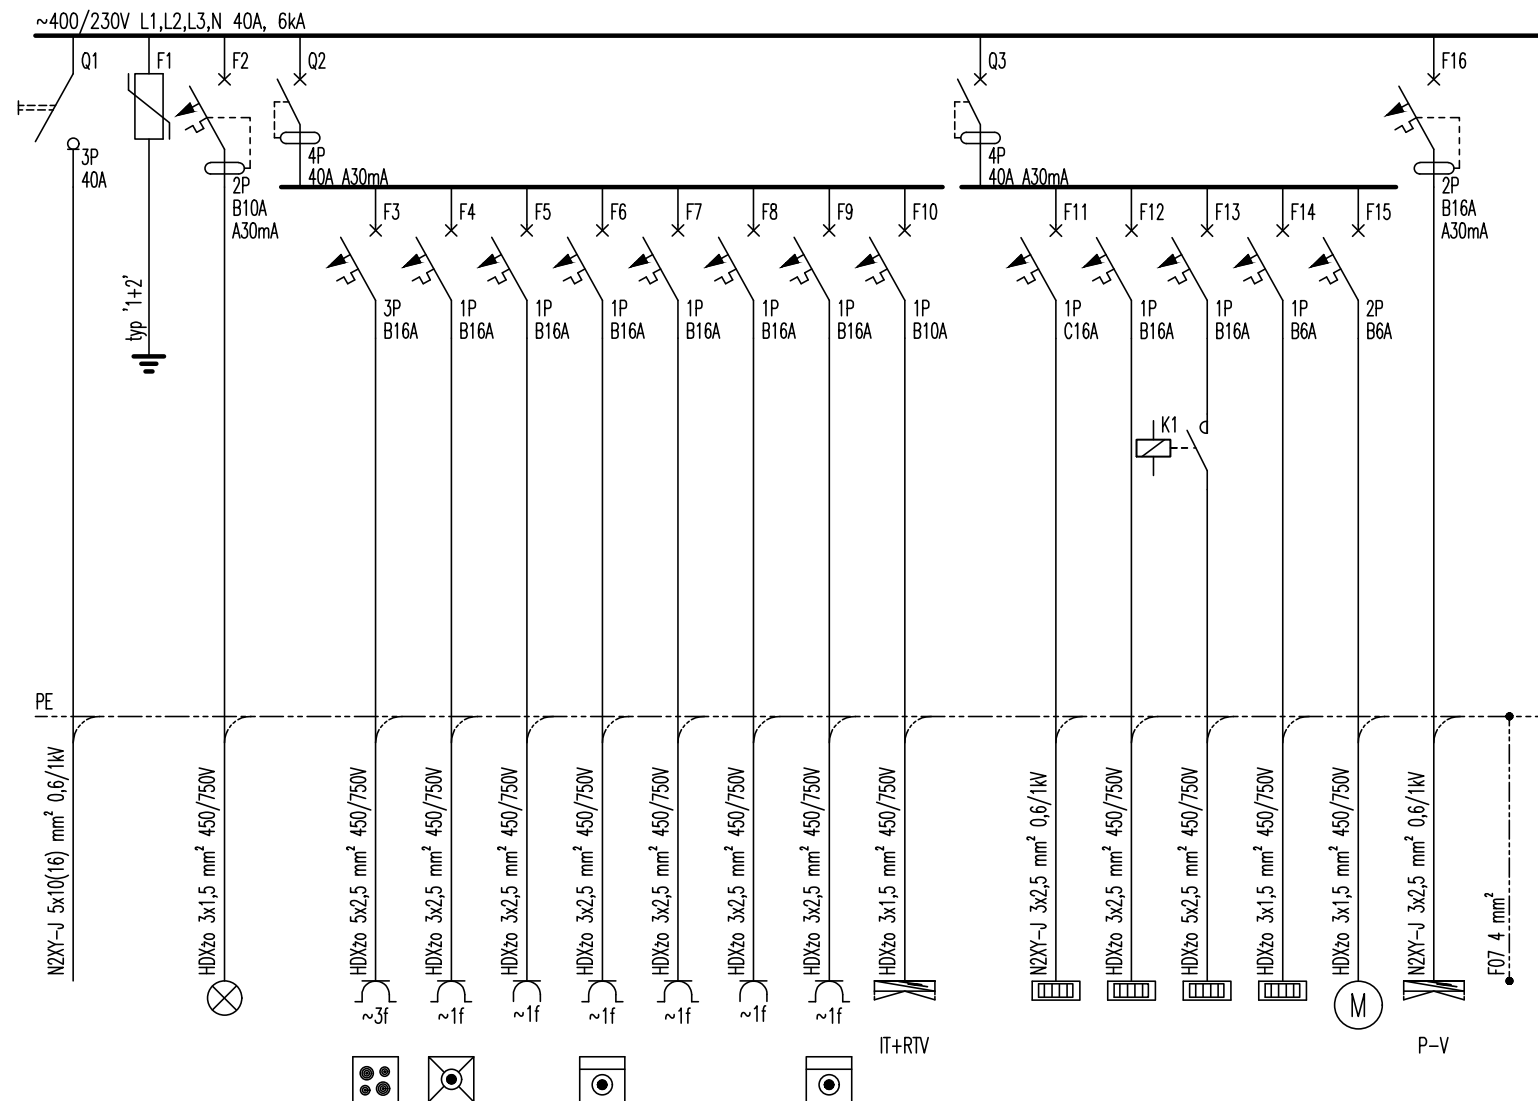 ~400/230V L1,L2,L3,N 40A, 6kA
Q1
F1
F2
Q2
Q3
F16
3P
40A
2P
B10A
A30mA
4P
40A A30mA
4P
40A A30mA
2P
B16A
A30mA
F3
F4
F5
F6
F7
F8
F9
F10
F11
F12
F13
F14
F15
typ '1+2'
3P
B16A
1P
B16A
1P
B16A
1P
B16A
1P
B16A
1P
B16A
1P
B16A
1P
B10A
1P
C16A
1P
B16A
1P
B16A
1P
B6A
2P
B6A
K1
PE
N2XY-J 5x10(16) mm² 0,6/1kV
HDXżo 3x1,5 mm² 450/750V
HDXżo 5x2,5 mm² 450/750V
HDXżo 3x2,5 mm² 450/750V
HDXżo 3x2,5 mm² 450/750V
HDXżo 3x2,5 mm² 450/750V
HDXżo 3x2,5 mm² 450/750V
HDXżo 3x2,5 mm² 450/750V
HDXżo 3x2,5 mm² 450/750V
HDXżo 3x1,5 mm² 450/750V
N2XY-J 3x2,5 mm² 0,6/1kV
HDXżo 3x2,5 mm² 450/750V
HDXżo 5x2,5 mm² 450/750V
HDXżo 3x1,5 mm² 450/750V
HDXżo 3x1,5 mm² 450/750V
N2XY-J 3x2,5 mm² 0,6/1kV
F07 4 mm²
~3f
~1f
~1f
~1f
~1f
~1f
~1f
M
IT+RTV
P-V